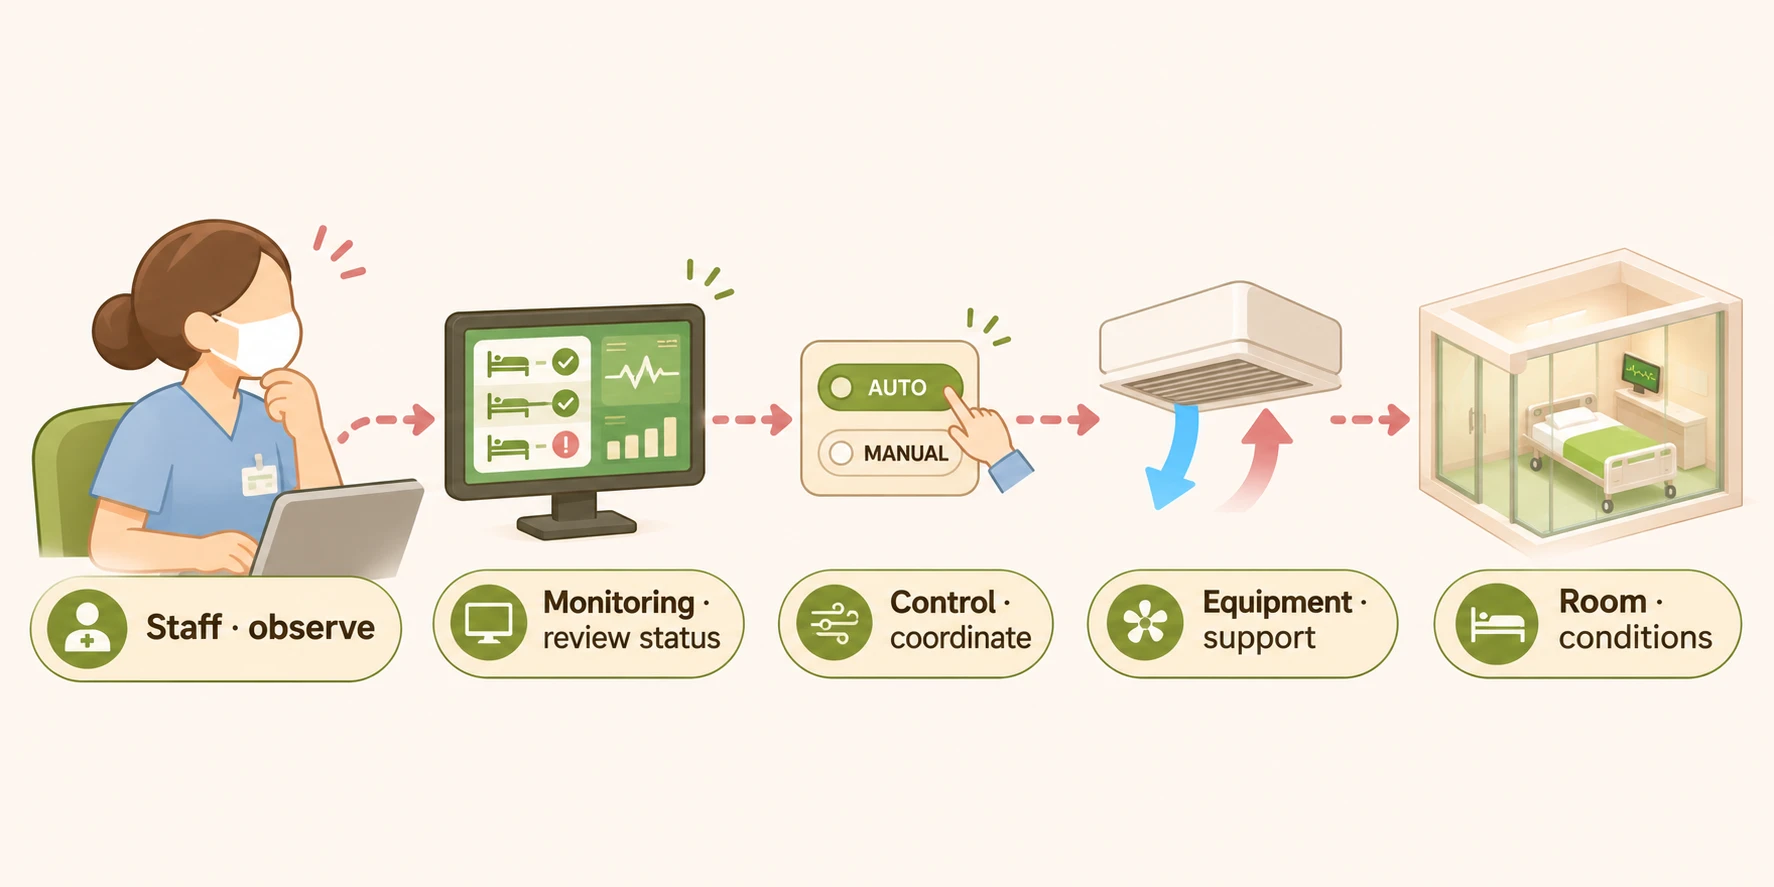 AUTO
MANUAL
Staff · observe
Monitoring ·
review status
Control ·
coordinate
Equipment ·
support
Room ·
conditions